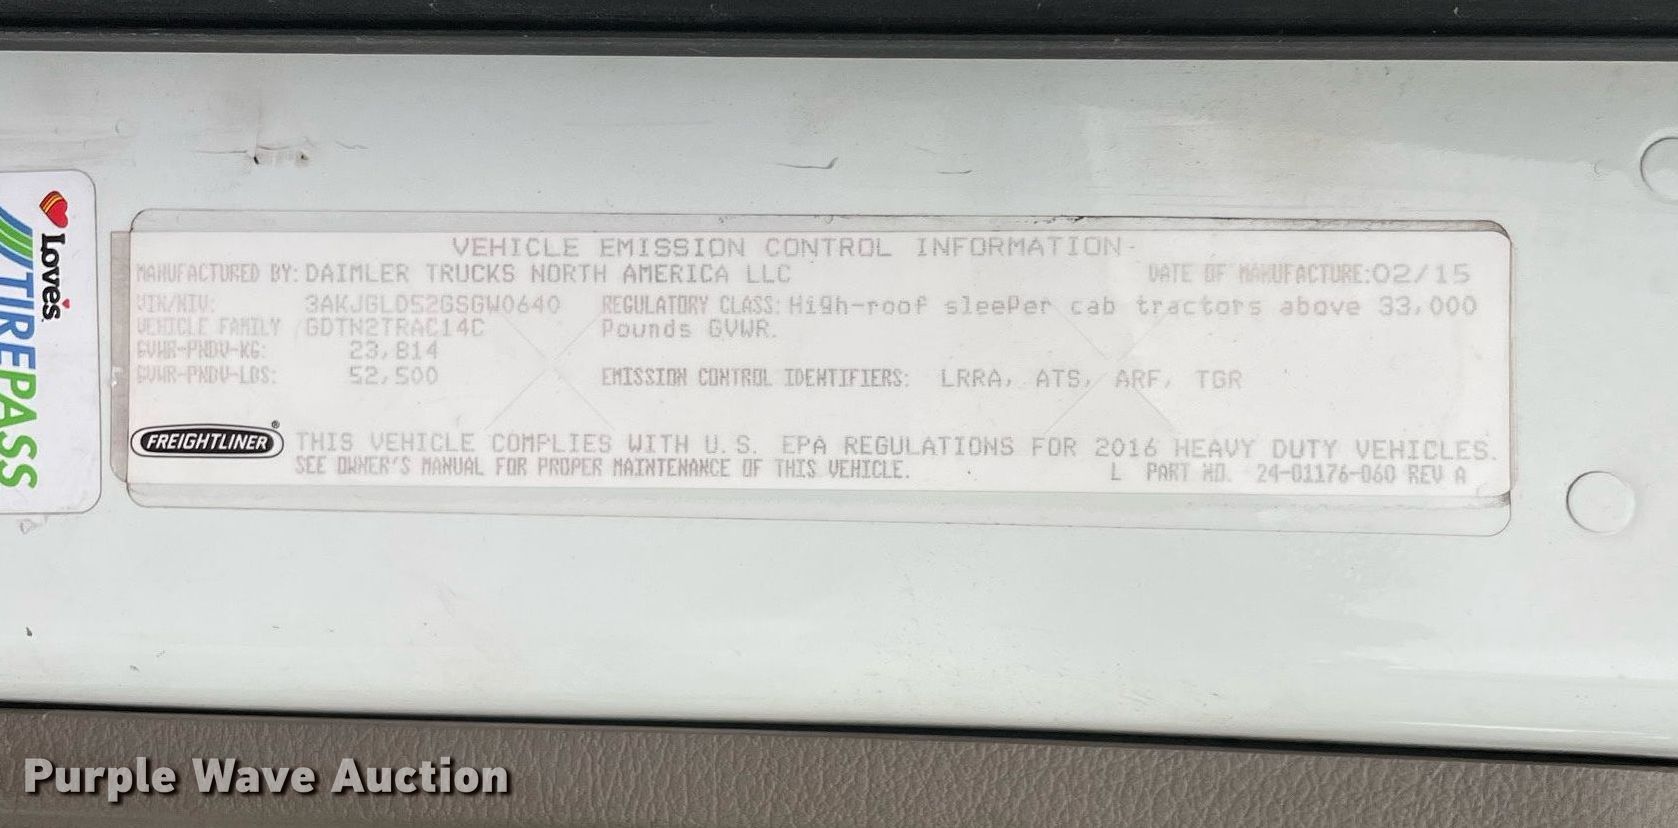 VEHICLE EMISSION CONTROL INFORMATION
MANUFACTURED BY: DAIMLER TRUCKS NORTH AMERICA LLC DATE OF MANUFACTURE: 02/15
VIN/NIV: 3AKJGLD52GSGW0640 REGULATORY CLASS: High-roof sleeper cab tractors above 33,000
VEHICLE FAMILY GDTN2TRAC14C Pounds GVWR.
GVWR-PNBV-KG: 23,814
GVWR-PNBV-LBS: 52,500 EMISSION CONTROL IDENTIFIERS: LRRA, ATS, ARF, TGR
FREIGHTLINER® THIS VEHICLE COMPLIES WITH U.S. EPA REGULATIONS FOR 2016 HEAVY DUTY VEHICLES.
SEE OWNER'S MANUAL FOR PROPER MAINTENANCE OF THIS VEHICLE. L PART NO. 24-01176-060 REV A
Love's
TIREPASS
Purple Wave Auction